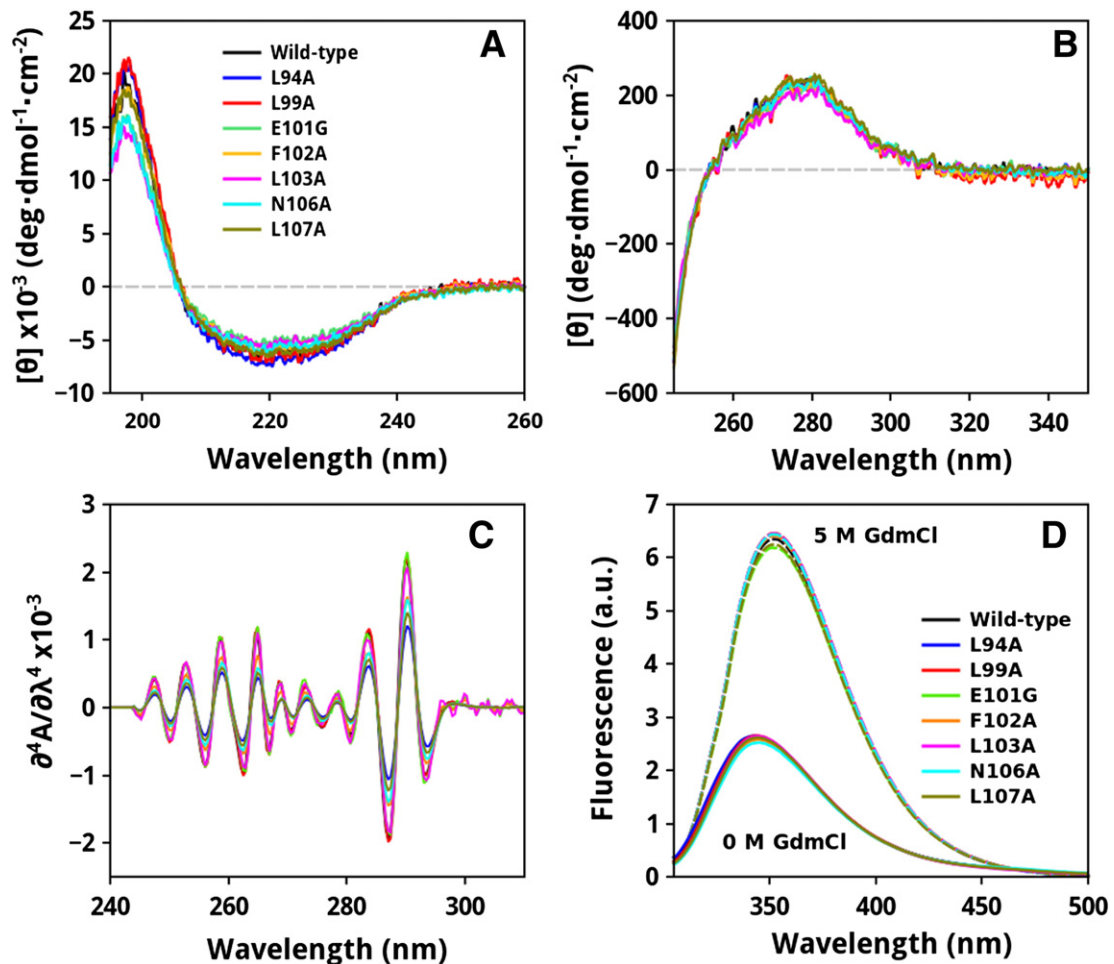 A
[θ] x10⁻³ (deg·dmol⁻¹·cm⁻²)
25
20
15
10
5
0
−5
−10
Wild-type
L94A
L99A
E101G
F102A
L103A
N106A
L107A
200
220
240
260
Wavelength (nm)
B
[θ] (deg·dmol⁻¹·cm⁻²)
400
200
0
−200
−400
−600
260
280
300
320
340
Wavelength (nm)
C
∂⁴A/∂λ⁴ x10⁻³
3
2
1
0
−1
−2
240
260
280
300
Wavelength (nm)
D
Fluorescence (a.u.)
7
6
5
4
3
2
1
0
5 M GdmCl
Wild-type
L94A
L99A
E101G
F102A
L103A
N106A
L107A
0 M GdmCl
350
400
450
500
Wavelength (nm)